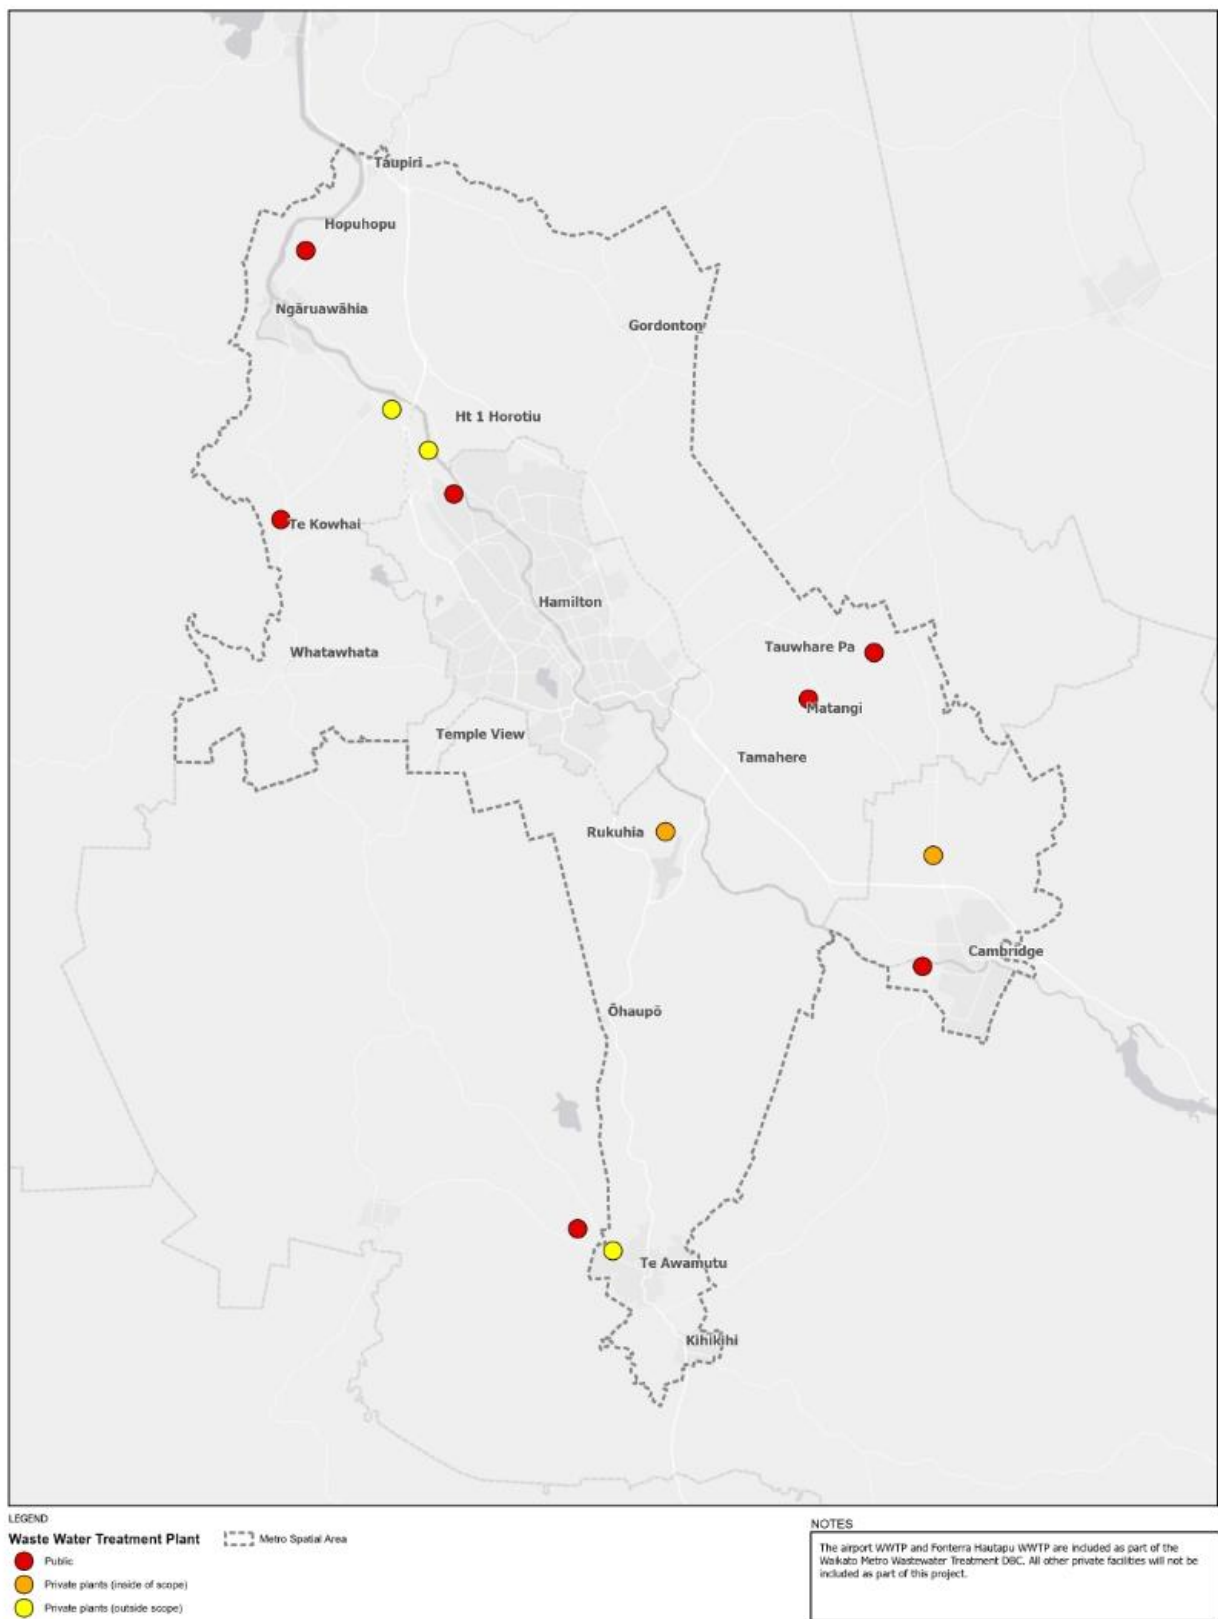 Taupiri
Hopuhopu
Ngāruawāhia
Gordonton
Ht 1 Horotiu
Te Kowhai
Hamilton
Whatawhata
Tauwhare Pa
Matangi
Temple View
Tamahere
Rukuhia
Cambridge
Ōhaupō
Te Awamutu
Kihikihi
LEGEND
Waste Water Treatment Plant
Metro Spatial Area
Public
Private plants (inside of scope)
Private plants (outside scope)
NOTES
The airport WWTP and Fonterra Hautapu WWTP are included as part of the
Waikato Metro Wastewater Treatment DBC. All other private facilities will not be
included as part of this project.